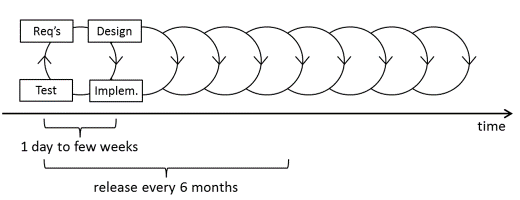 Req's Design
Test Implem.
time
1 day to few weeks
release every 6 months